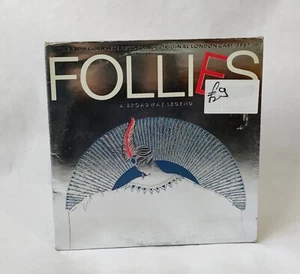 ORIGINAL LONDON CAST
FOLLIES
£9
A BROADWAY LEGEND